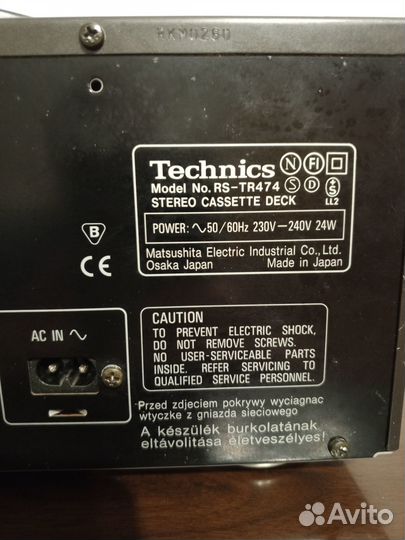 Technics N FI
Model No. RS-TR474 S D S
STEREO CASSETTE DECK LL2
POWER: ∿50/60Hz 230V—240V 24W
Matsushita Electric Industrial Co., Ltd.
Osaka Japan Made in Japan
B
CE
CAUTION
TO PREVENT ELECTRIC SHOCK,
DO NOT REMOVE SCREWS.
NO USER-SERVICEABLE PARTS
INSIDE. REFER SERVICING TO
QUALIFIED SERVICE PERSONNEL.
AC IN ∿
Przed zdjeciem pokrywy wyciagnac
wtyczke z gniazda sieciowego
A készülék burkolatának
eltávolitása életveszélyes!
Avito